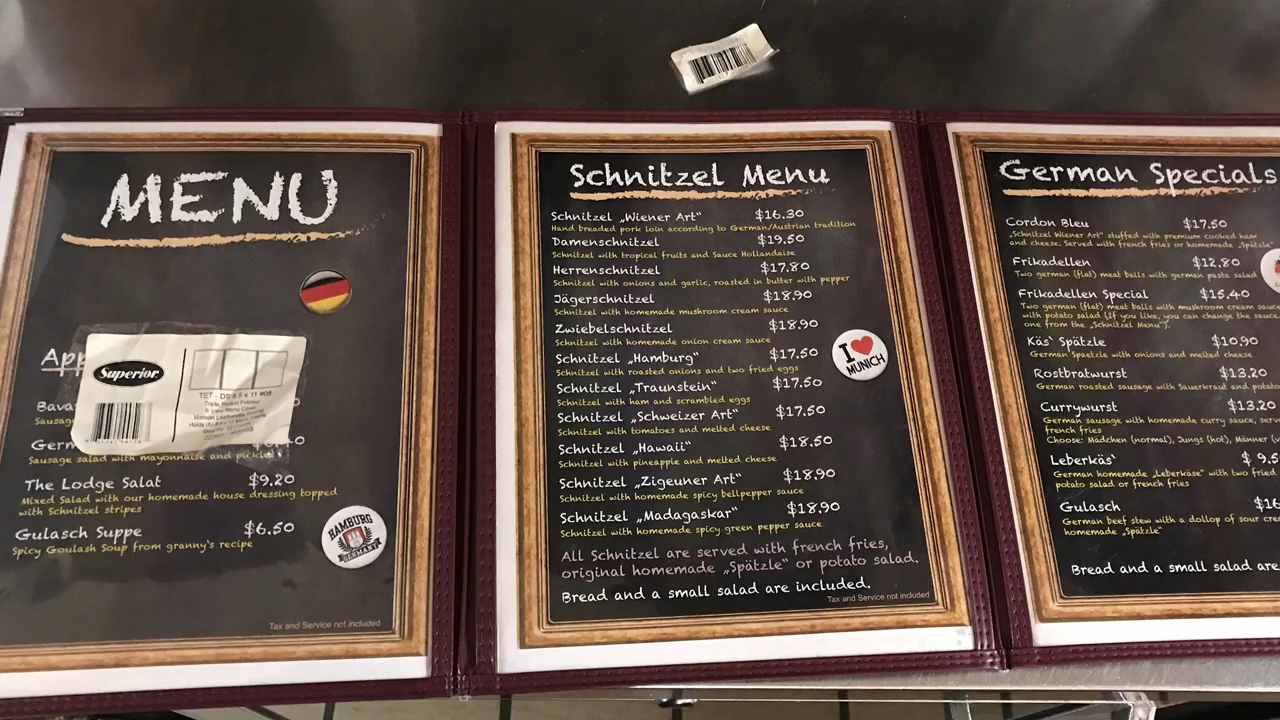 MENU
App
Superior.
TET - DS 8.5 x 11 #08
Triple Pocket Foldout
6 View Menu Cover
Bava
Sausag
Germ
Sausage salad with mayonnaise and pickle
The Lodge Salat $9,20
Mixed Salad with our homemade house dressing topped
with Schnitzel stripes
Gulasch Suppe $6.50
Spicy Goulash Soup from granny's recipe
HAMBURG
GERMANY
Tax and Service not included
Schnitzel Menu
Schnitzel „Wiener Art“ $16.30
Hand breaded pork loin according to German/Austrian tradition
Damenschnitzel $19.50
Schnitzel with tropical fruits and Sauce Hollandaise
Herrenschnitzel $17.80
Schnitzel with onions and garlic, roasted in butter with pepper
Jägerschnitzel $18,90
Schnitzel with homemade mushroom cream sauce
Zwiebelschnitzel $18.90
Schnitzel with homemade onion cream sauce
Schnitzel „Hamburg“ $17.50
Schnitzel with roasted onions and two fried eggs
Schnitzel „Traunstein“ $17.50
Schnitzel with ham and scrambled eggs
Schnitzel „Schweizer Art“ $17.50
Schnitzel with tomatoes and melted cheese
Schnitzel „Hawaii“ $18.50
Schnitzel with pineapple and melted cheese
Schnitzel „Zigeuner Art“ $18.90
Schnitzel with homemade spicy bellpepper sauce
Schnitzel „Madagaskar“ $18.90
Schnitzel with homemade spicy green pepper sauce
All Schnitzel are served with french fries,
original homemade „Spätzle“ or potato salad.
Bread and a small salad are included.
Tax and Service not included
I MUNICH
German Specials
Cordon Bleu $17.50
„Schnitzel Wiener Art“ stuffed with premium cooked ham
and cheese. Served with french fries or homemade „Spätzle“
Frikadellen $12.80
Two german (flat) meat balls with german pasta salad
Frikadellen Special $15.40
Two german (flat) meat balls with mushroom cream sauce
with potato salad (If you like, you can change the sauce
one from the „Schnitzel Menu“).
Käs' Spätzle $10.90
German Spaetzle with onions and melted cheese
Rostbratwurst $13.20
German roasted sausage with Sauerkraut and potato
Currywurst $13.20
German sausage with homemade curry sauce, serv
french fries
Choose: Mädchen (normal), Jungs (hot), Männer (v
Leberkäs' $ 9,5
German homemade „Leberkäse“ with two fried
potato salad or french fries
Gulasch $16
German beef stew with a dollop of sour cre
homemade „Spätzle“
Bread and a small salad are